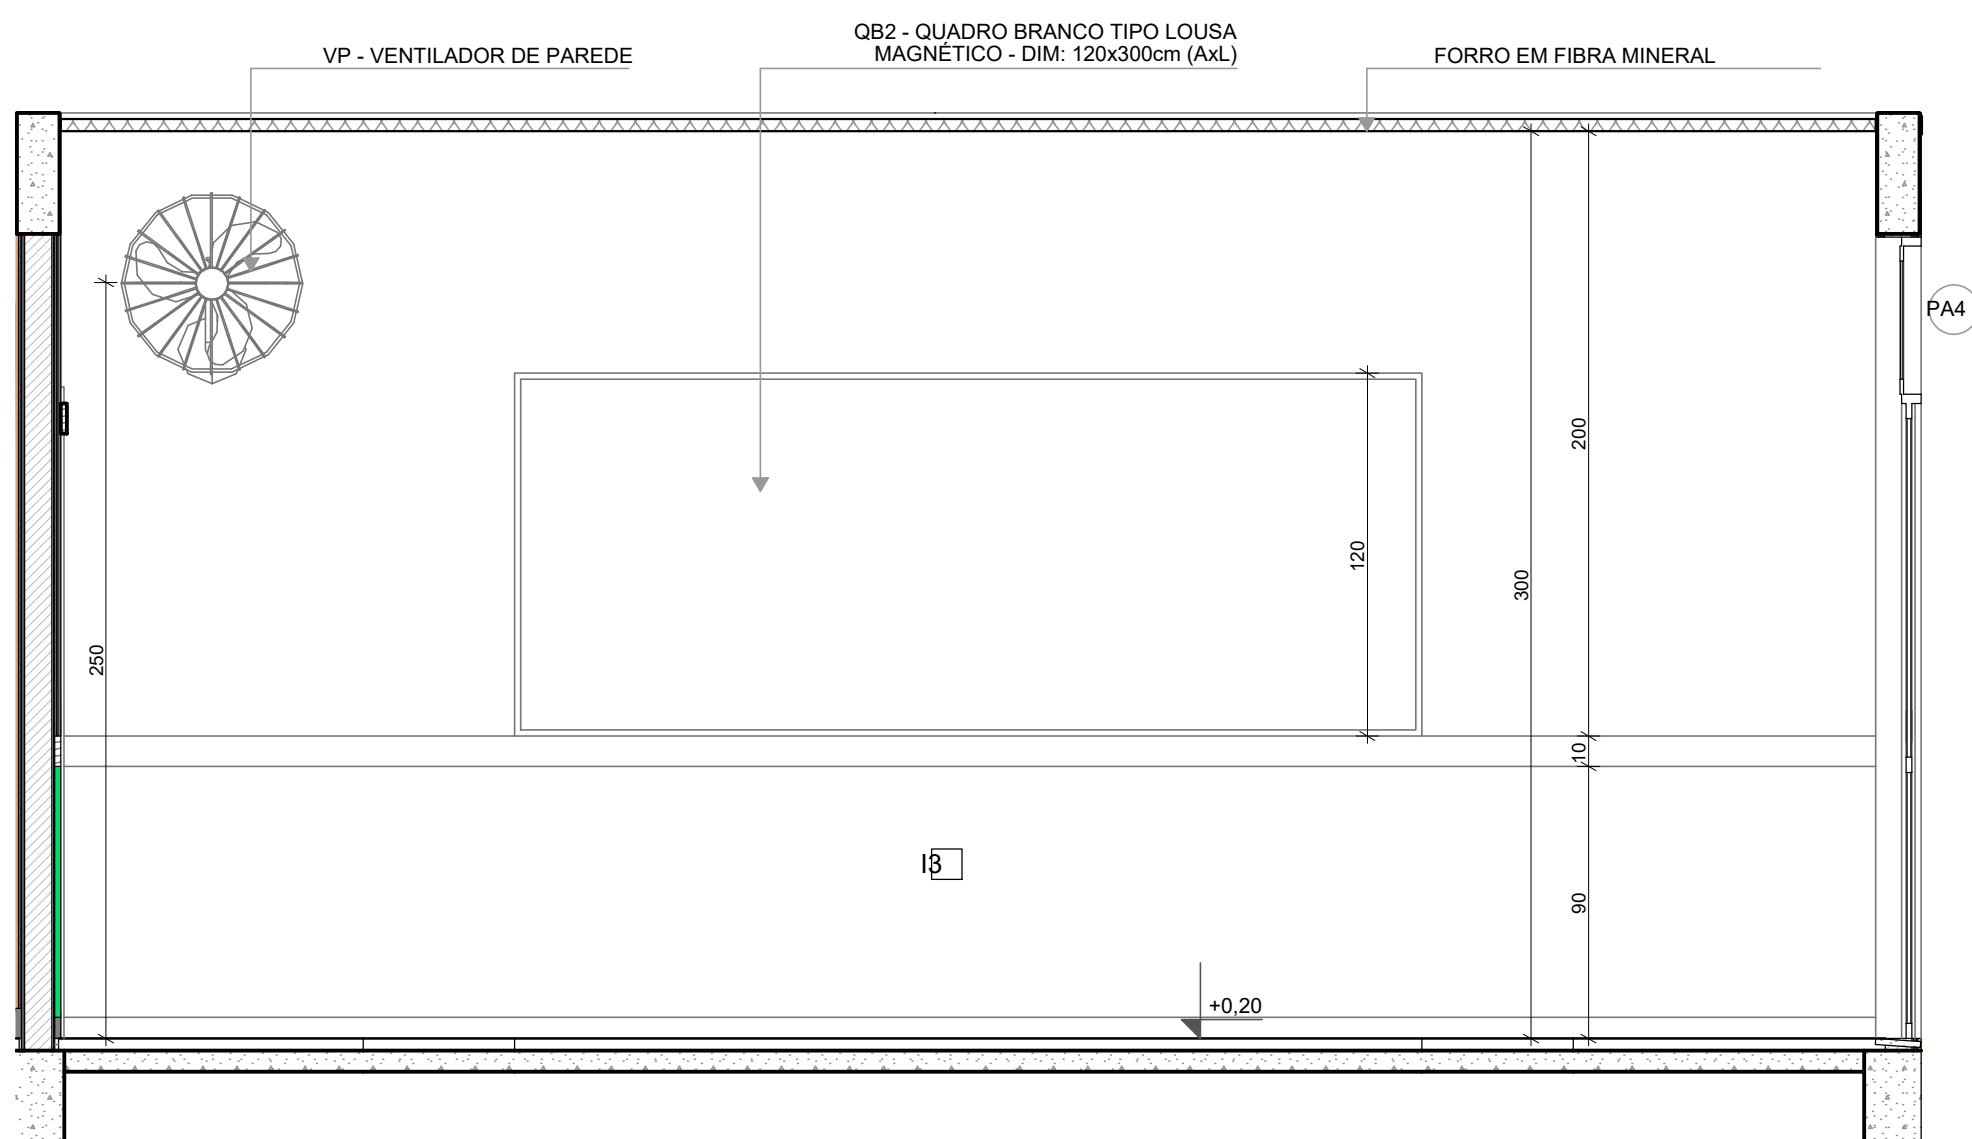 QB2 - QUADRO BRANCO TIPO LOUSA
MAGNÉTICO - DIM: 120x300cm (AxL)
VP - VENTILADOR DE PAREDE
FORRO EM FIBRA MINERAL
PA4
200
120
300
250
10
I3
90
+0,20